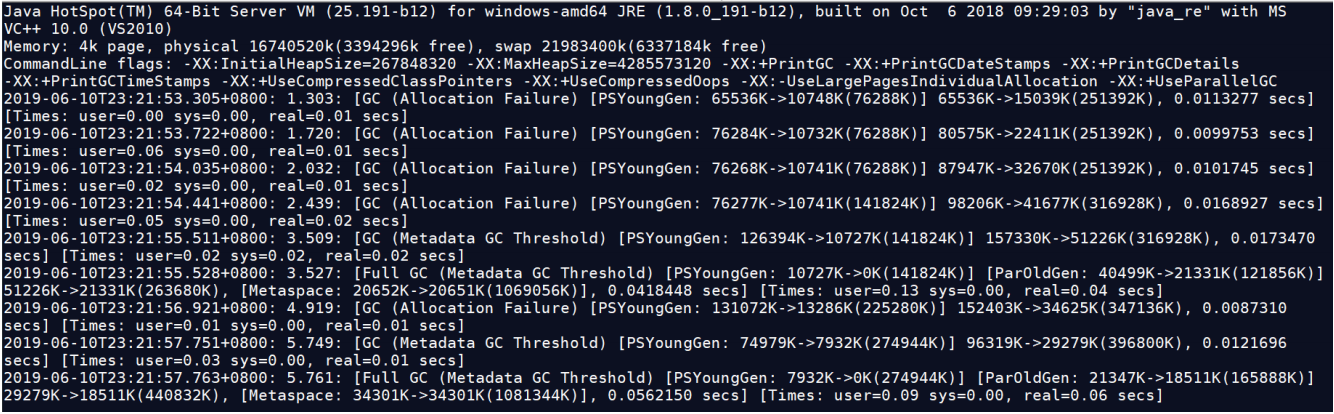 Java HotSpot(TM) 64-Bit Server VM (25.191-b12) for windows-amd64 JRE (1.8.0_191-b12), built on Oct  6 2018 09:29:03 by "java_re" with MS
VC++ 10.0 (VS2010)
Memory: 4k page, physical 16740520k(3394296k free), swap 21983400k(6337184k free)
CommandLine flags: -XX:InitialHeapSize=267848320 -XX:MaxHeapSize=4285573120 -XX:+PrintGC -XX:+PrintGCDateStamps -XX:+PrintGCDetails
-XX:+PrintGCTimeStamps -XX:+UseCompressedClassPointers -XX:+UseCompressedOops -XX:-UseLargePagesIndividualAllocation -XX:+UseParallelGC
2019-06-10T23:21:53.305+0800: 1.303: [GC (Allocation Failure) [PSYoungGen: 65536K->10748K(76288K)] 65536K->15039K(251392K), 0.0113277 secs]
[Times: user=0.00 sys=0.00, real=0.01 secs]
2019-06-10T23:21:53.722+0800: 1.720: [GC (Allocation Failure) [PSYoungGen: 76284K->10732K(76288K)] 80575K->22411K(251392K), 0.0099753 secs]
[Times: user=0.06 sys=0.00, real=0.01 secs]
2019-06-10T23:21:54.035+0800: 2.032: [GC (Allocation Failure) [PSYoungGen: 76268K->10741K(76288K)] 87947K->32670K(251392K), 0.0101745 secs]
[Times: user=0.02 sys=0.00, real=0.01 secs]
2019-06-10T23:21:54.441+0800: 2.439: [GC (Allocation Failure) [PSYoungGen: 76277K->10741K(141824K)] 98206K->41677K(316928K), 0.0168927 secs]
[Times: user=0.05 sys=0.00, real=0.02 secs]
2019-06-10T23:21:55.511+0800: 3.509: [GC (Metadata GC Threshold) [PSYoungGen: 126394K->10727K(141824K)] 157330K->51226K(316928K), 0.0173470
secs] [Times: user=0.02 sys=0.02, real=0.02 secs]
2019-06-10T23:21:55.528+0800: 3.527: [Full GC (Metadata GC Threshold) [PSYoungGen: 10727K->0K(141824K)] [ParOldGen: 40499K->21331K(121856K)]
51226K->21331K(263680K), [Metaspace: 20652K->20651K(1069056K)], 0.0418448 secs] [Times: user=0.13 sys=0.00, real=0.04 secs]
2019-06-10T23:21:56.921+0800: 4.919: [GC (Allocation Failure) [PSYoungGen: 131072K->13286K(225280K)] 152403K->34625K(347136K), 0.0087310
secs] [Times: user=0.01 sys=0.00, real=0.01 secs]
2019-06-10T23:21:57.751+0800: 5.749: [GC (Metadata GC Threshold) [PSYoungGen: 74979K->7932K(274944K)] 96319K->29279K(396800K), 0.0121696
secs] [Times: user=0.03 sys=0.00, real=0.01 secs]
2019-06-10T23:21:57.763+0800: 5.761: [Full GC (Metadata GC Threshold) [PSYoungGen: 7932K->0K(274944K)] [ParOldGen: 21347K->18511K(165888K)]
29279K->18511K(440832K), [Metaspace: 34301K->34301K(1081344K)], 0.0562150 secs] [Times: user=0.09 sys=0.00, real=0.06 secs]